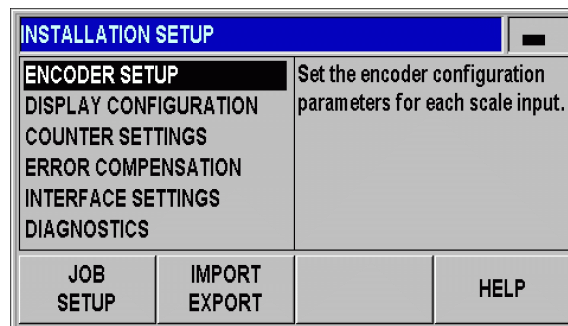 INSTALLATION SETUP
ENCODER SETUP
DISPLAY CONFIGURATION
COUNTER SETTINGS
ERROR COMPENSATION
INTERFACE SETTINGS
DIAGNOSTICS
Set the encoder configuration
parameters for each scale input.
JOB
SETUP
IMPORT
EXPORT
HELP